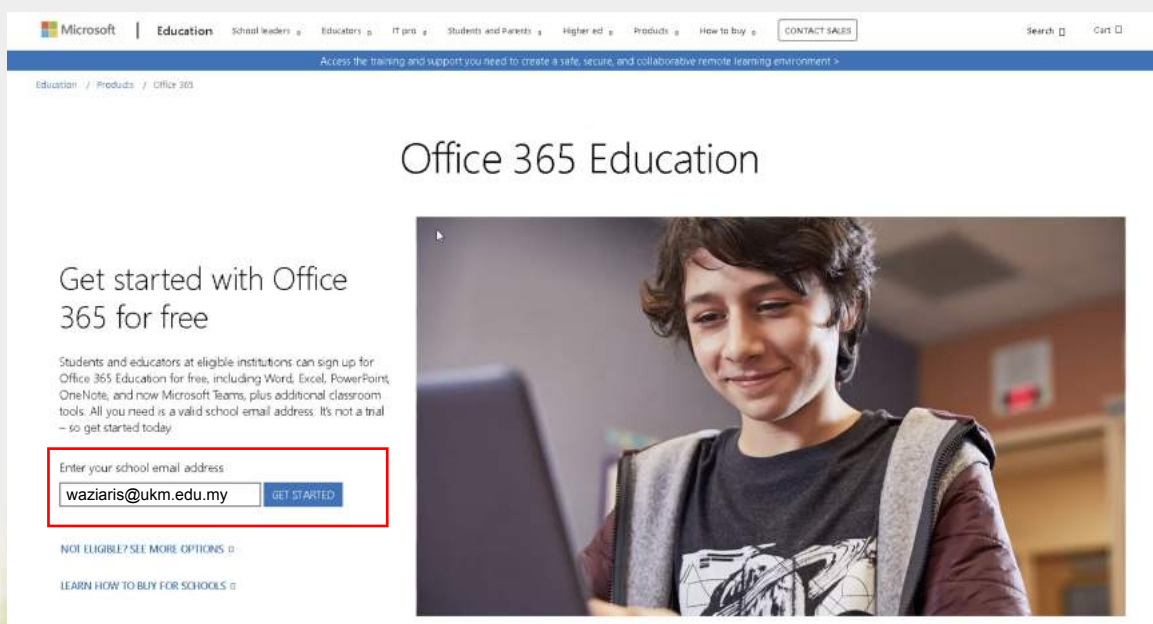 Microsoft | Education School leaders Educators IT pro Students and Parents Higher ed Products How to buy CONTACT SALES Search Cart
Access the training and support you need to create a safe, secure, and collaborative remote learning environment >
Education / Products / Office 365
Office 365 Education
Get started with Office
365 for free
Students and educators at eligible institutions can sign up for
Office 365 Education for free, including Word, Excel, PowerPoint,
OneNote, and now Microsoft Teams, plus additional classroom
tools. All you need is a valid school email address. It's not a trial
– so get started today
Enter your school email address
waziaris@ukm.edu.my GET STARTED
NOT ELIGIBLE? SEE MORE OPTIONS
LEARN HOW TO BUY FOR SCHOOLS